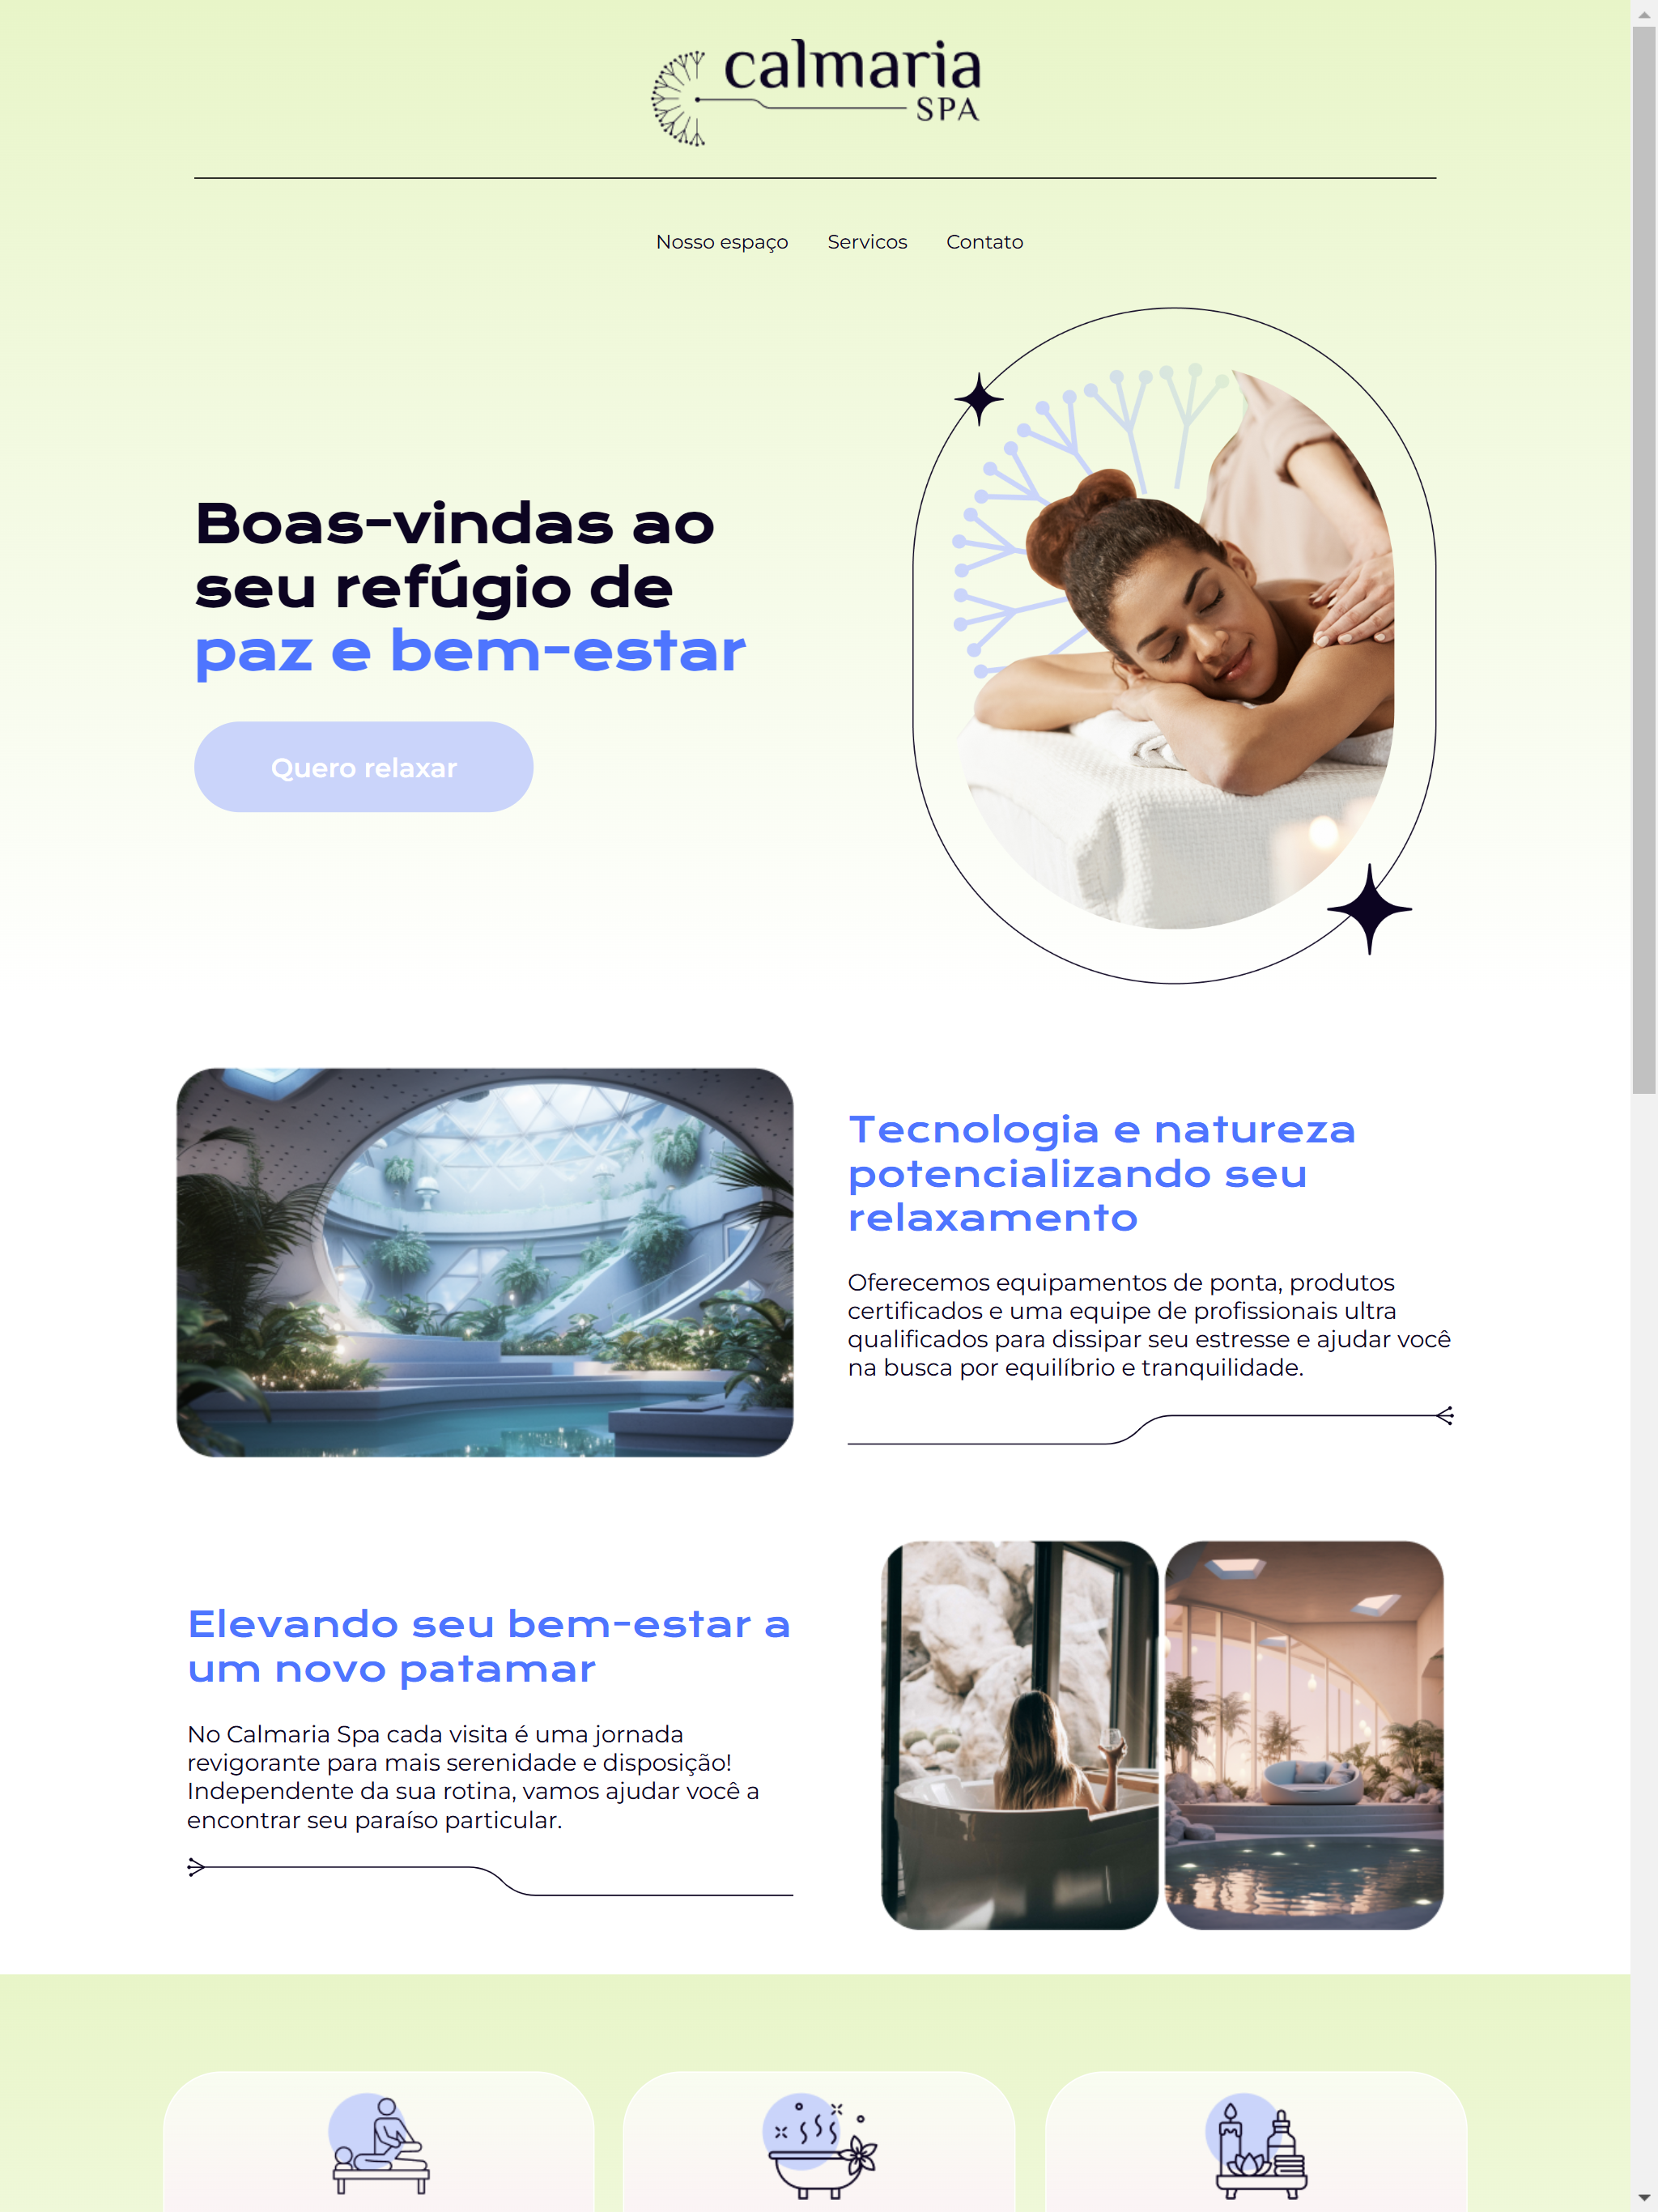 calmaria
SPA
Nosso espaço Servicos Contato
Boas-vindas ao
seu refúgio de
paz e bem-estar
Quero relaxar
Tecnologia e natureza
potencializando seu
relaxamento
Oferecemos equipamentos de ponta, produtos
certificados e uma equipe de profissionais ultra
qualificados para dissipar seu estresse e ajudar você
na busca por equilíbrio e tranquilidade.
Elevando seu bem-estar a
um novo patamar
No Calmaria Spa cada visita é uma jornada
revigorante para mais serenidade e disposição!
Independente da sua rotina, vamos ajudar você a
encontrar seu paraíso particular.